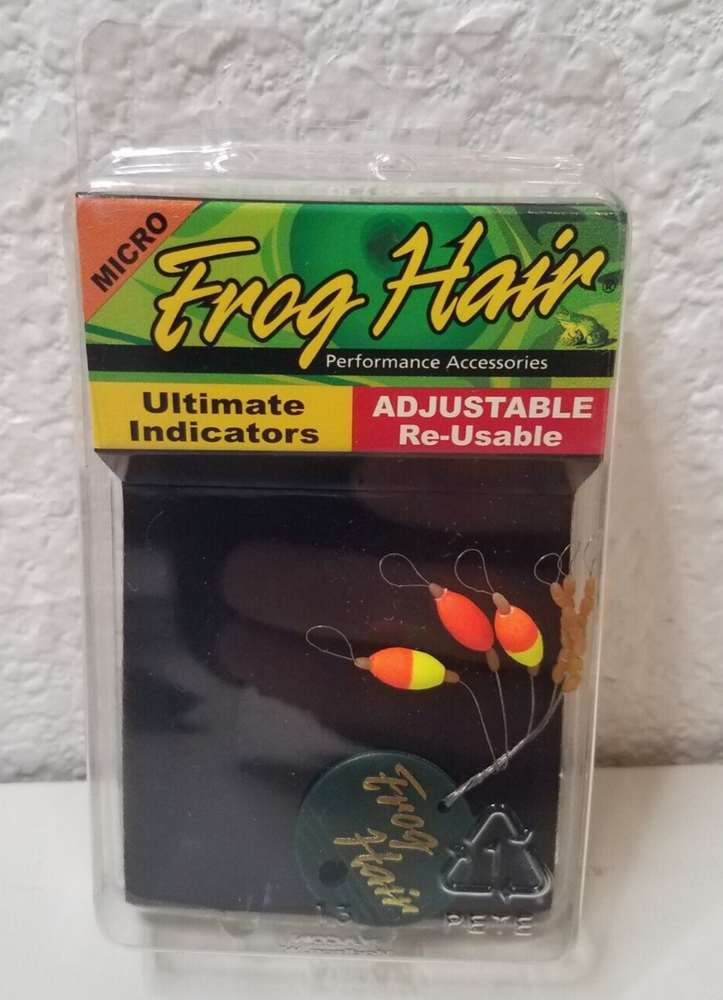 MICRO
Frog Hair®
Performance Accessories
Ultimate
Indicators
ADJUSTABLE
Re-Usable
Frog
Hair
1
PETE